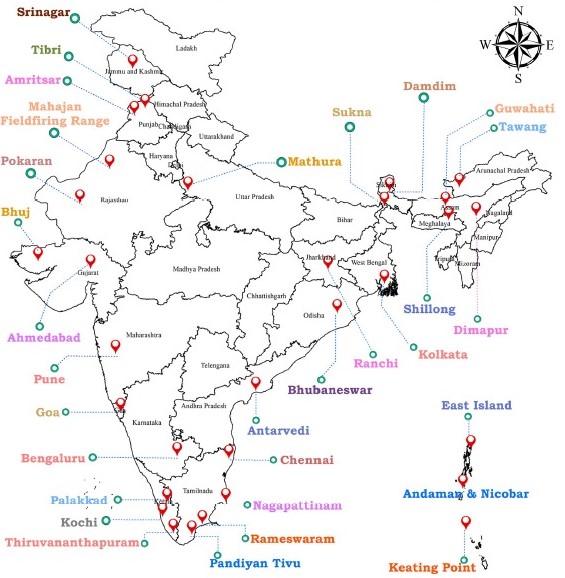 Srinagar
N
Ladakh
W
E
Tibri
S
Jammu and Kashmir
Amritsar
Damdim
Himachal Pradesh
Mahajan
Fieldfiring Range
Sukna
Guwahati
Punjab
Chandigarh
Tawang
Uttarakhand
Pokaran
Haryana
Delhi
Mathura
Arunachal Pradesh
Sikkim
Rajasthan
Uttar Pradesh
Bhuj
Assam
Nagaland
Bihar
Meghalaya
Manipur
Jharkhand
West Bengal
Tripura
Mizoram
Gujarat
Madhya Pradesh
Chhattishgarh
Shillong
Odisha
Ahmedabad
Dimapur
Maharashtra
Ranchi
Kolkata
Telengana
Pune
Bhubaneswar
Goa
Goa
Andhra Pradesh
East Island
Karnataka
Antarvedi
Bengaluru
Chennai
Palakkad
Kerala
Tamilnadu
Andaman & Nicobar
Nagapattinam
Kochi
Thiruvananthapuram
Rameswaram
Pandiyan Tivu
Keating Point